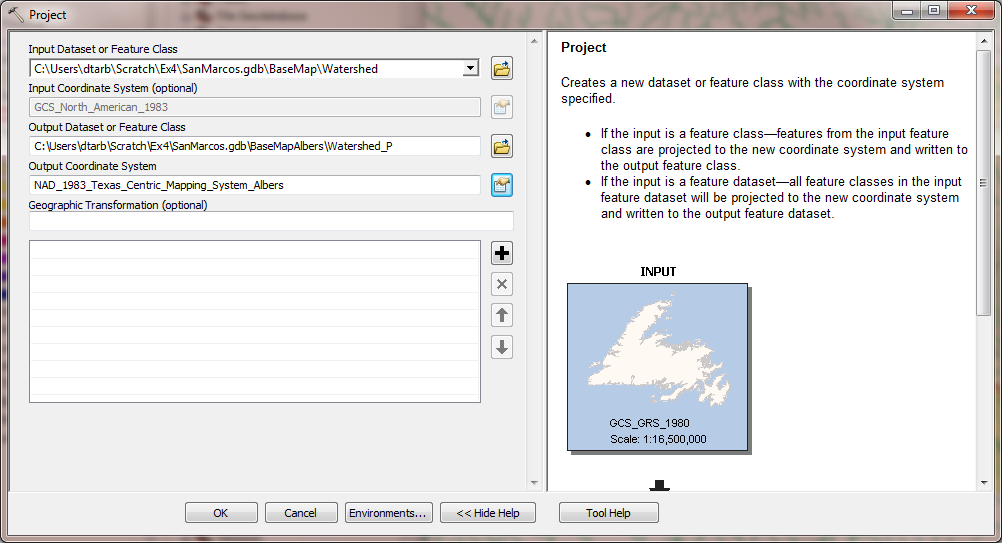 Project
Input Dataset or Feature Class
C:\Users\dtarb\Scratch\Ex4\SanMarcos.gdb\BaseMap\Watershed
Input Coordinate System (optional)
GCS_North_American_1983
Output Dataset or Feature Class
C:\Users\dtarb\Scratch\Ex4\SanMarcos.gdb\BaseMapAlbers\Watershed_P
Output Coordinate System
NAD_1983_Texas_Centric_Mapping_System_Albers
Geographic Transformation (optional)
Project
Creates a new dataset or feature class with the coordinate system
specified.
• If the input is a feature class—features from the input feature
class are projected to the new coordinate system and written to
the output feature class.
• If the input is a feature dataset—all feature classes in the input
feature dataset will be projected to the new coordinate system
and written to the output feature dataset.
INPUT
GCS_GRS_1980
Scale: 1:16,500,000
OK
Cancel
Environments...
<< Hide Help
Tool Help